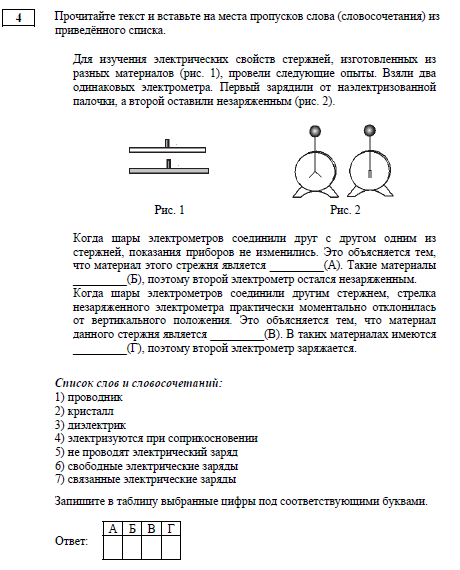 4
Прочитайте текст и вставьте на места пропусков слова (словосочетания) из
приведённого списка.
Для изучения электрических свойств стержней, изготовленных из
разных материалов (рис. 1), провели следующие опыты. Взяли два
одинаковых электрометра. Первый зарядили от наэлектризованной
палочки, а второй оставили незаряженным (рис. 2).
Рис. 1
Рис. 2
Когда шары электрометров соединили друг с другом одним из
стержней, показания приборов не изменились. Это объясняется тем,
что материал этого стрежня является _________(А). Такие материалы
_________(Б), поэтому второй электрометр остался незаряженным.
Когда шары электрометров соединили другим стержнем, стрелка
незаряженного электрометра практически моментально отклонилась
от вертикального положения. Это объясняется тем, что материал
данного стержня является _________(В). В таких материалах имеются
_________(Г), поэтому второй электрометр заряжается.
Список слов и словосочетаний:
1) проводник
2) кристалл
3) диэлектрик
4) электризуются при соприкосновении
5) не проводят электрический заряд
6) свободные электрические заряды
7) связанные электрические заряды
Запишите в таблицу выбранные цифры под соответствующими буквами.
Ответ:
А Б В Г